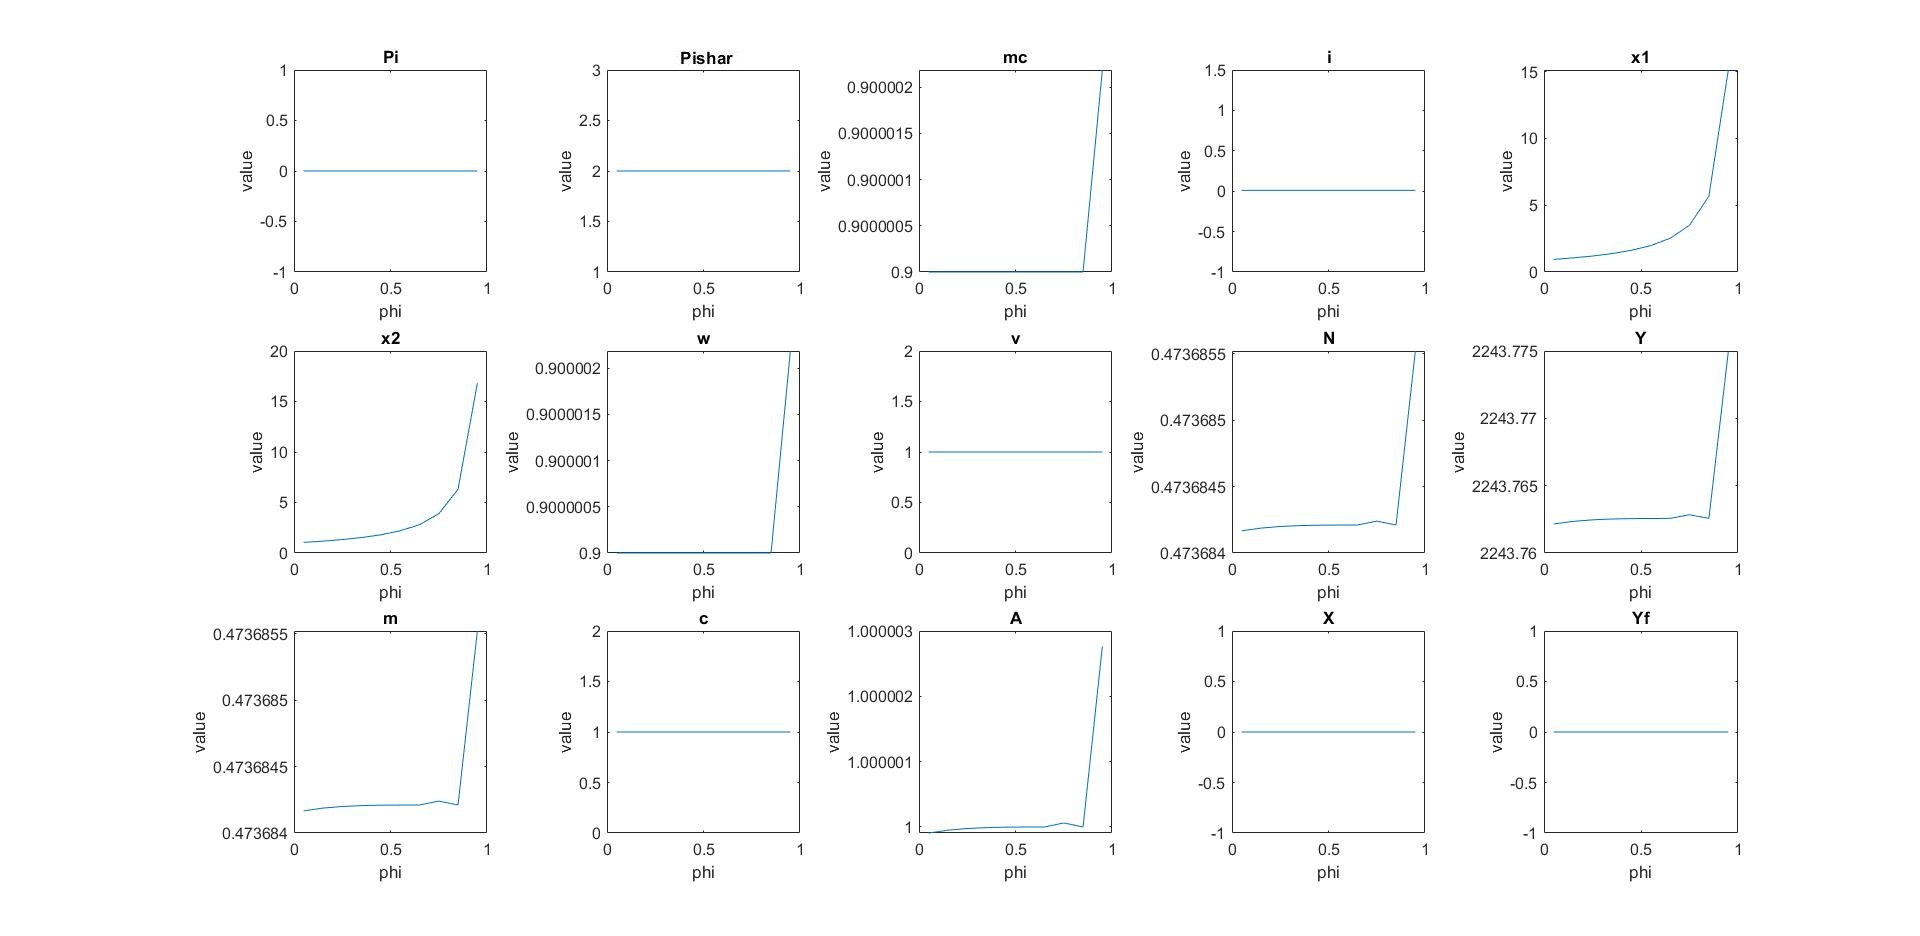 Pi
1
0.5
0
-0.5
-1
value
0 0.5 1
phi
Pishar
3
2.5
2
1.5
1
value
0 0.5 1
phi
mc
0.900002
0.9000015
0.900001
0.9000005
0.9
value
0 0.5 1
phi
i
1.5
1
0.5
0
-0.5
-1
value
0 0.5 1
phi
x1
15
10
5
0
value
0 0.5 1
phi
x2
20
15
10
5
0
value
0 0.5 1
phi
w
0.900002
0.9000015
0.900001
0.9000005
0.9
value
0 0.5 1
phi
v
2
1.5
1
0.5
0
value
0 0.5 1
phi
N
0.4736855
0.473685
0.4736845
0.473684
value
0 0.5 1
phi
Y
2243.775
2243.77
2243.765
2243.76
value
0 0.5 1
phi
m
0.4736855
0.473685
0.4736845
0.473684
value
0 0.5 1
phi
c
2
1.5
1
0.5
0
value
0 0.5 1
phi
A
1.000003
1.000002
1.000001
1
value
0 0.5 1
phi
X
1
0.5
0
-0.5
-1
value
0 0.5 1
phi
Yf
1
0.5
0
-0.5
-1
value
0 0.5 1
phi